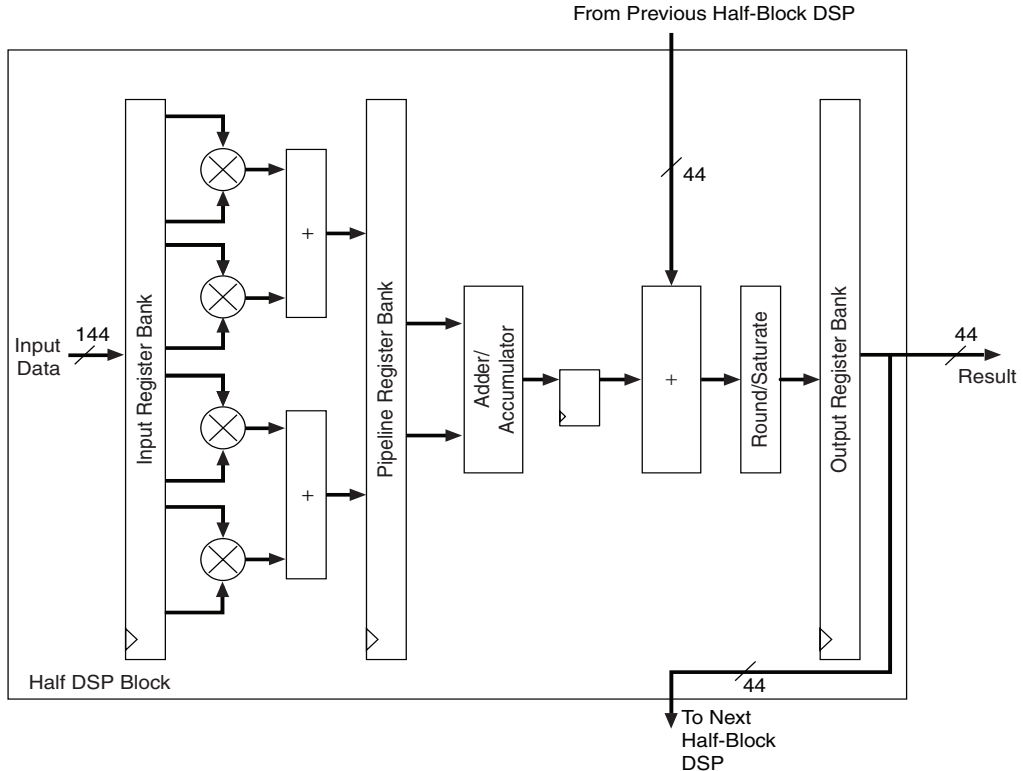 From Previous Half-Block DSP
44
Input
Data
144
Input Register Bank
+
+
Pipeline Register Bank
Adder/
Accumulator
+
Round/Saturate
Output Register Bank
44
Result
Half DSP Block
44
To Next
Half-Block
DSP